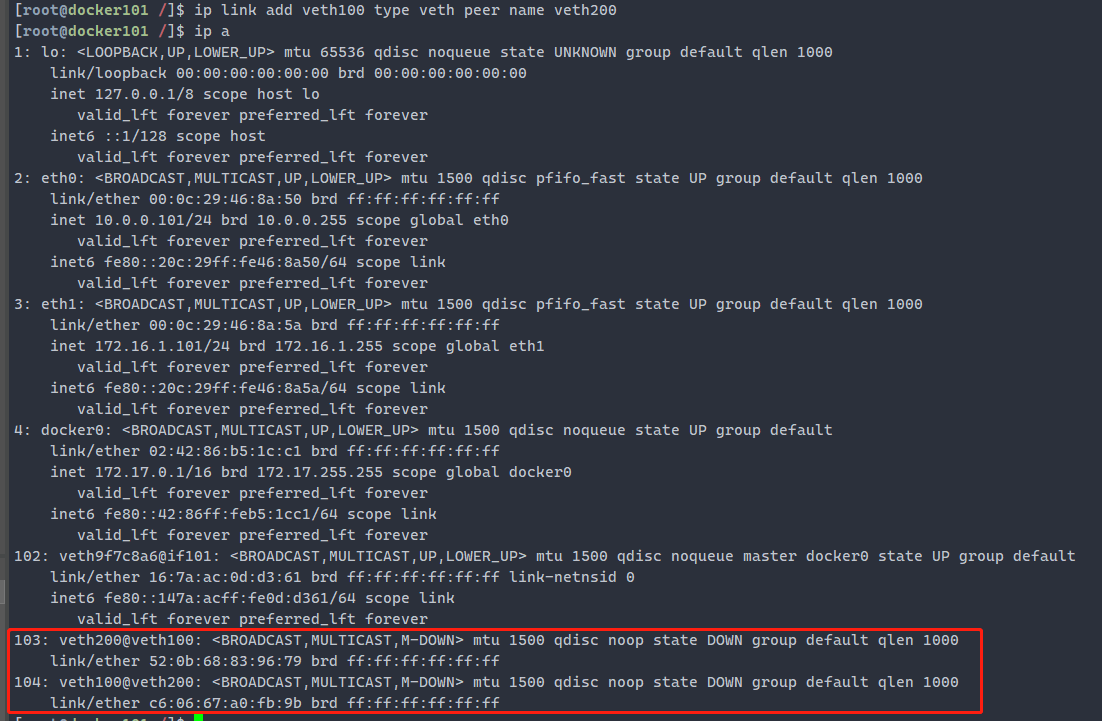 [root@docker101 /]$ ip link add veth100 type veth peer name veth200
[root@docker101 /]$ ip a
1: lo: <LOOPBACK,UP,LOWER_UP> mtu 65536 qdisc noqueue state UNKNOWN group default qlen 1000
    link/loopback 00:00:00:00:00:00 brd 00:00:00:00:00:00
    inet 127.0.0.1/8 scope host lo
       valid_lft forever preferred_lft forever
    inet6 ::1/128 scope host
       valid_lft forever preferred_lft forever
2: eth0: <BROADCAST,MULTICAST,UP,LOWER_UP> mtu 1500 qdisc pfifo_fast state UP group default qlen 1000
    link/ether 00:0c:29:46:8a:50 brd ff:ff:ff:ff:ff:ff
    inet 10.0.0.101/24 brd 10.0.0.255 scope global eth0
       valid_lft forever preferred_lft forever
    inet6 fe80::20c:29ff:fe46:8a50/64 scope link
       valid_lft forever preferred_lft forever
3: eth1: <BROADCAST,MULTICAST,UP,LOWER_UP> mtu 1500 qdisc pfifo_fast state UP group default qlen 1000
    link/ether 00:0c:29:46:8a:5a brd ff:ff:ff:ff:ff:ff
    inet 172.16.1.101/24 brd 172.16.1.255 scope global eth1
       valid_lft forever preferred_lft forever
    inet6 fe80::20c:29ff:fe46:8a5a/64 scope link
       valid_lft forever preferred_lft forever
4: docker0: <BROADCAST,MULTICAST,UP,LOWER_UP> mtu 1500 qdisc noqueue state UP group default
    link/ether 02:42:86:b5:1c:c1 brd ff:ff:ff:ff:ff:ff
    inet 172.17.0.1/16 brd 172.17.255.255 scope global docker0
       valid_lft forever preferred_lft forever
    inet6 fe80::42:86ff:feb5:1cc1/64 scope link
       valid_lft forever preferred_lft forever
102: veth9f7c8a6@if101: <BROADCAST,MULTICAST,UP,LOWER_UP> mtu 1500 qdisc noqueue master docker0 state UP group default
    link/ether 16:7a:ac:0d:d3:61 brd ff:ff:ff:ff:ff:ff link-netnsid 0
    inet6 fe80::147a:acff:fe0d:d361/64 scope link
       valid_lft forever preferred_lft forever
103: veth200@veth100: <BROADCAST,MULTICAST,M-DOWN> mtu 1500 qdisc noop state DOWN group default qlen 1000
    link/ether 52:0b:68:83:96:79 brd ff:ff:ff:ff:ff:ff
104: veth100@veth200: <BROADCAST,MULTICAST,M-DOWN> mtu 1500 qdisc noop state DOWN group default qlen 1000
    link/ether c6:06:67:a0:fb:9b brd ff:ff:ff:ff:ff:ff
[root@docker101 /]$